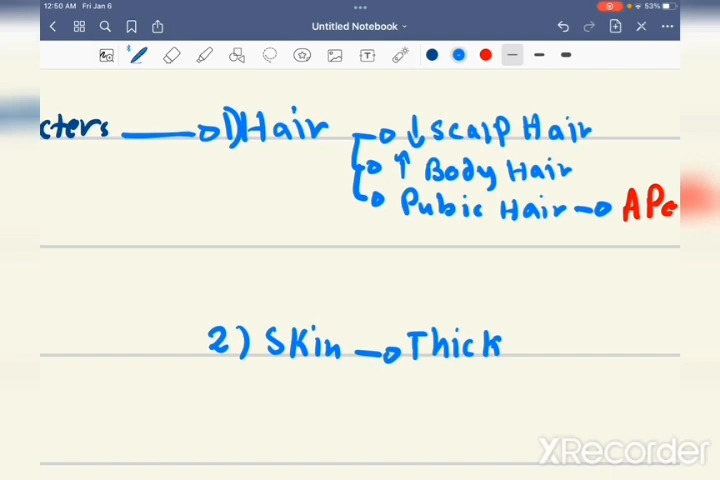 12:50 AM Fri Jan 6
53%
Untitled Notebook
cters 1) Hair ↓ Scalp Hair
↑ Body Hair
Pubic Hair
2) Skin Thick
XRecorder